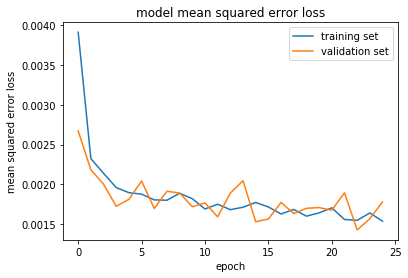 model mean squared error loss
training set
validation set
mean squared error loss
0.0040
0.0035
0.0030
0.0025
0.0020
0.0015
0 5 10 15 20 25
epoch